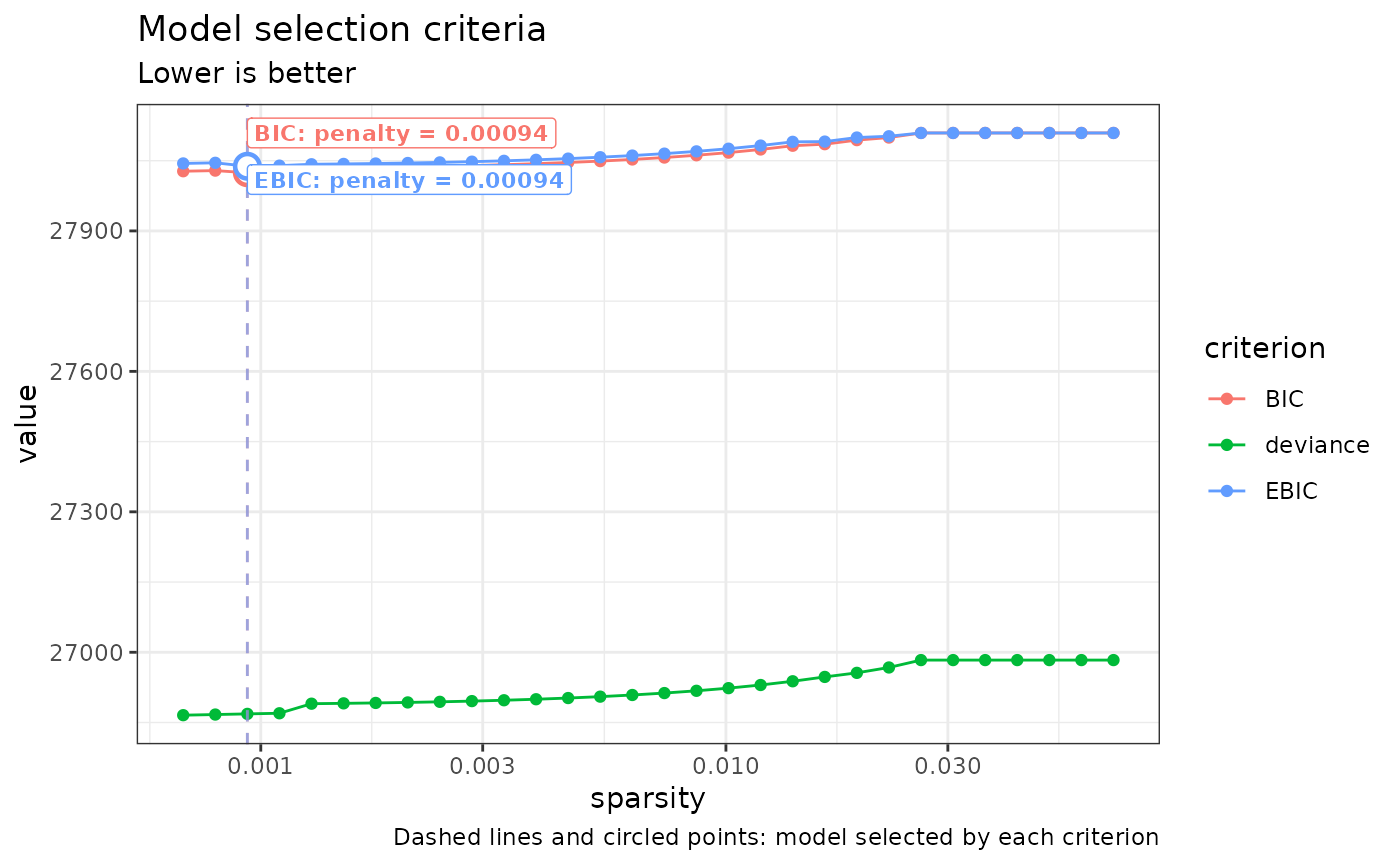 Model selection criteria
Lower is better
BIC: penalty = 0.00094
EBIC: penalty = 0.00094
27900
27600
27300
27000
value
0.001
0.003
0.010
0.030
sparsity
criterion
BIC
deviance
EBIC
Dashed lines and circled points: model selected by each criterion